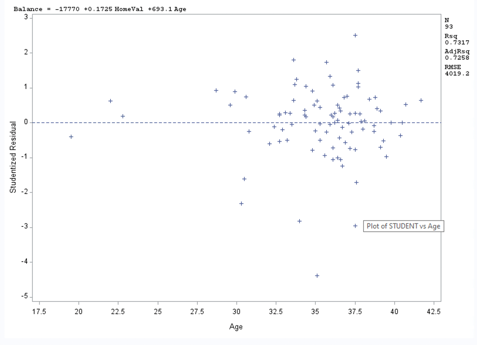 Balance = -17770 +0.1725 HomeVal +693.1 Age
N
93
Rsq
0.7317
AdjRsq
0.7258
RMSE
4019.2
3
2
1
0
-1
-2
-3
-4
-5
Studentized Residual
Plot of STUDENT vs Age
17.5 20 22.5 25 27.5 30 32.5 35 37.5 40 42.5
Age